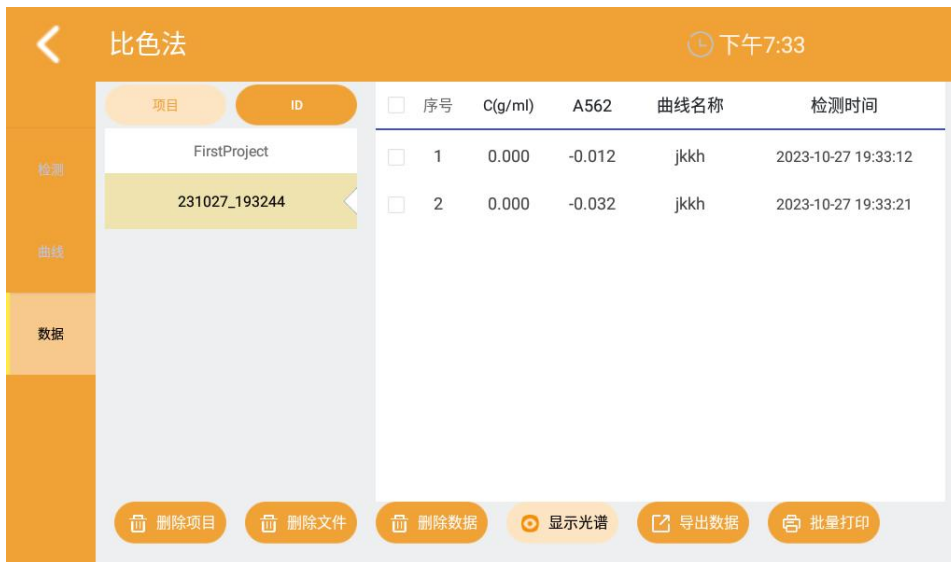 比色法 下午7:33
项目 ID 序号 C(g/ml) A562 曲线名称 检测时间
检测 FirstProject 1 0.000 -0.012 jkkh 2023-10-27 19:33:12
231027_193244 2 0.000 -0.032 jkkh 2023-10-27 19:33:21
曲线
数据
删除项目 删除文件 删除数据 显示光谱 导出数据 批量打印